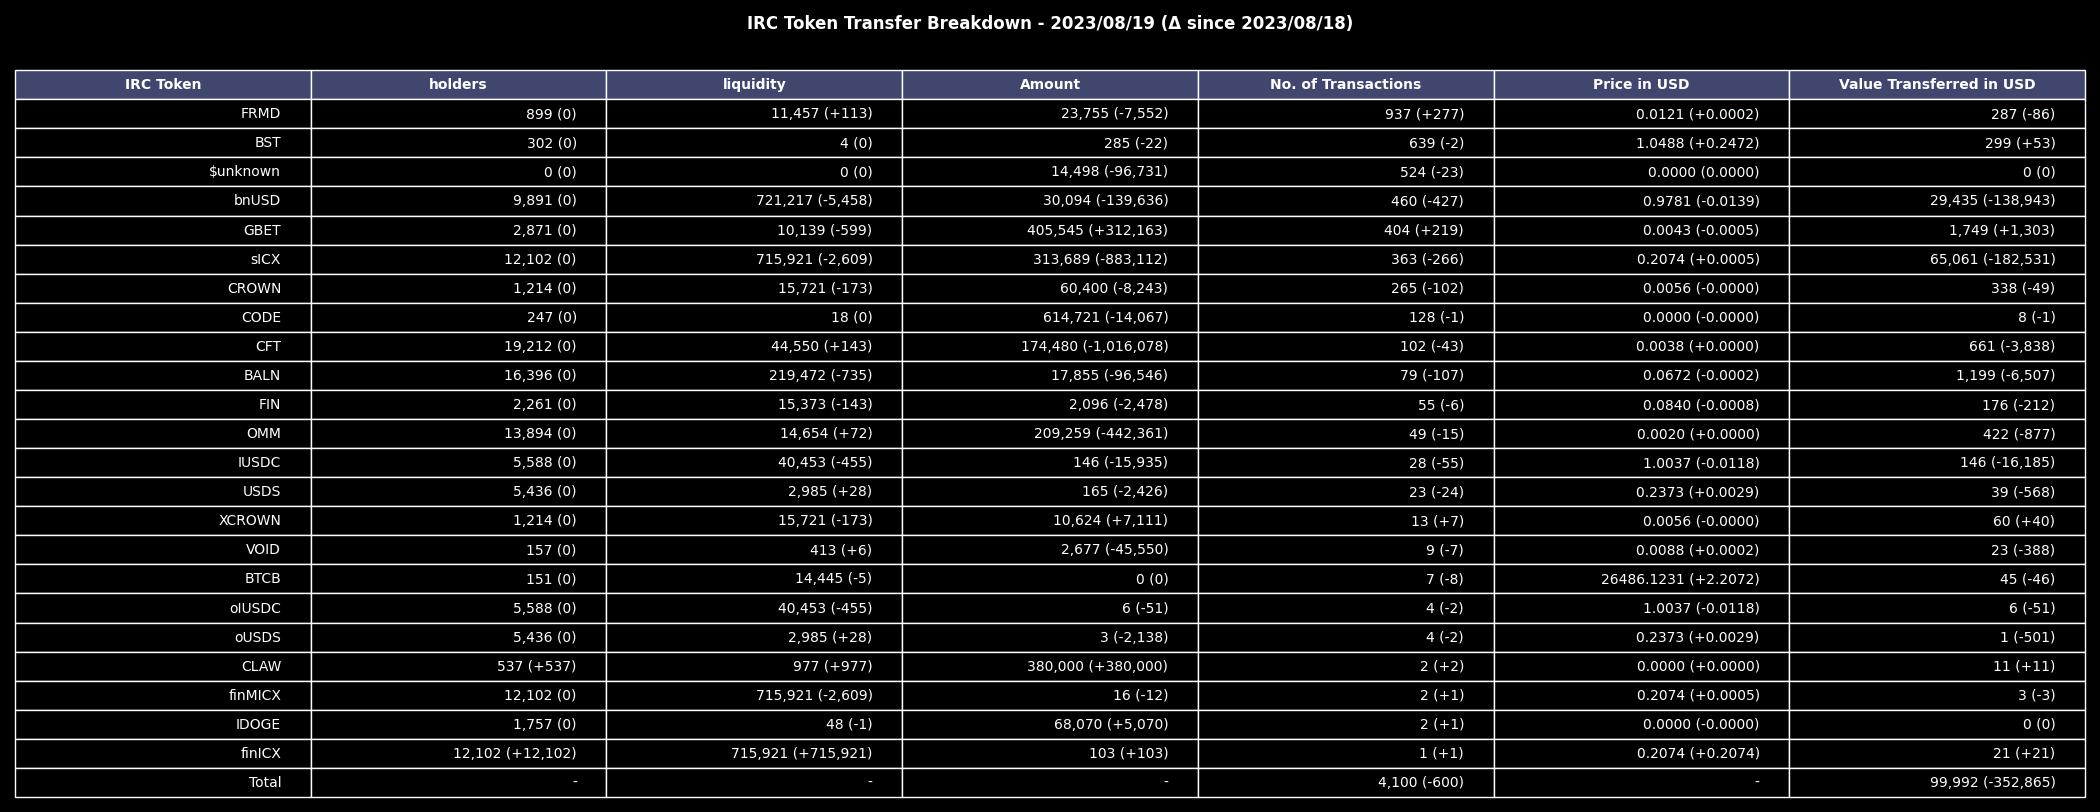 IRC Token Transfer Breakdown - 2023/08/19 (Δ since 2023/08/18)
IRC Token holders liquidity Amount No. of Transactions Price in USD Value Transferred in USD
FRMD 899 (0) 11,457 (+113) 23,755 (-7,552) 937 (+277) 0.0121 (+0.0002) 287 (-86)
BST 302 (0) 4 (0) 285 (-22) 639 (-2) 1.0488 (+0.2472) 299 (+53)
$unknown 0 (0) 0 (0) 14,498 (-96,731) 524 (-23) 0.0000 (0.0000) 0 (0)
bnUSD 9,891 (0) 721,217 (-5,458) 30,094 (-139,636) 460 (-427) 0.9781 (-0.0139) 29,435 (-138,943)
GBET 2,871 (0) 10,139 (-599) 405,545 (+312,163) 404 (+219) 0.0043 (-0.0005) 1,749 (+1,303)
sICX 12,102 (0) 715,921 (-2,609) 313,689 (-883,112) 363 (-266) 0.2074 (+0.0005) 65,061 (-182,531)
CROWN 1,214 (0) 15,721 (-173) 60,400 (-8,243) 265 (-102) 0.0056 (-0.0000) 338 (-49)
CODE 247 (0) 18 (0) 614,721 (-14,067) 128 (-1) 0.0000 (-0.0000) 8 (-1)
CFT 19,212 (0) 44,550 (+143) 174,480 (-1,016,078) 102 (-43) 0.0038 (+0.0000) 661 (-3,838)
BALN 16,396 (0) 219,472 (-735) 17,855 (-96,546) 79 (-107) 0.0672 (-0.0002) 1,199 (-6,507)
FIN 2,261 (0) 15,373 (-143) 2,096 (-2,478) 55 (-6) 0.0840 (-0.0008) 176 (-212)
OMM 13,894 (0) 14,654 (+72) 209,259 (-442,361) 49 (-15) 0.0020 (+0.0000) 422 (-877)
IUSDC 5,588 (0) 40,453 (-455) 146 (-15,935) 28 (-55) 1.0037 (-0.0118) 146 (-16,185)
USDS 5,436 (0) 2,985 (+28) 165 (-2,426) 23 (-24) 0.2373 (+0.0029) 39 (-568)
XCROWN 1,214 (0) 15,721 (-173) 10,624 (+7,111) 13 (+7) 0.0056 (-0.0000) 60 (+40)
VOID 157 (0) 413 (+6) 2,677 (-45,550) 9 (-7) 0.0088 (+0.0002) 23 (-388)
BTCB 151 (0) 14,445 (-5) 0 (0) 7 (-8) 26486.1231 (+2.2072) 45 (-46)
oIUSDC 5,588 (0) 40,453 (-455) 6 (-51) 4 (-2) 1.0037 (-0.0118) 6 (-51)
oUSDS 5,436 (0) 2,985 (+28) 3 (-2,138) 4 (-2) 0.2373 (+0.0029) 1 (-501)
CLAW 537 (+537) 977 (+977) 380,000 (+380,000) 2 (+2) 0.0000 (+0.0000) 11 (+11)
finMICX 12,102 (0) 715,921 (-2,609) 16 (-12) 2 (+1) 0.2074 (+0.0005) 3 (-3)
IDOGE 1,757 (0) 48 (-1) 68,070 (+5,070) 2 (+1) 0.0000 (-0.0000) 0 (0)
finICX 12,102 (+12,102) 715,921 (+715,921) 103 (+103) 1 (+1) 0.2074 (+0.2074) 21 (+21)
Total - - - 4,100 (-600) - 99,992 (-352,865)